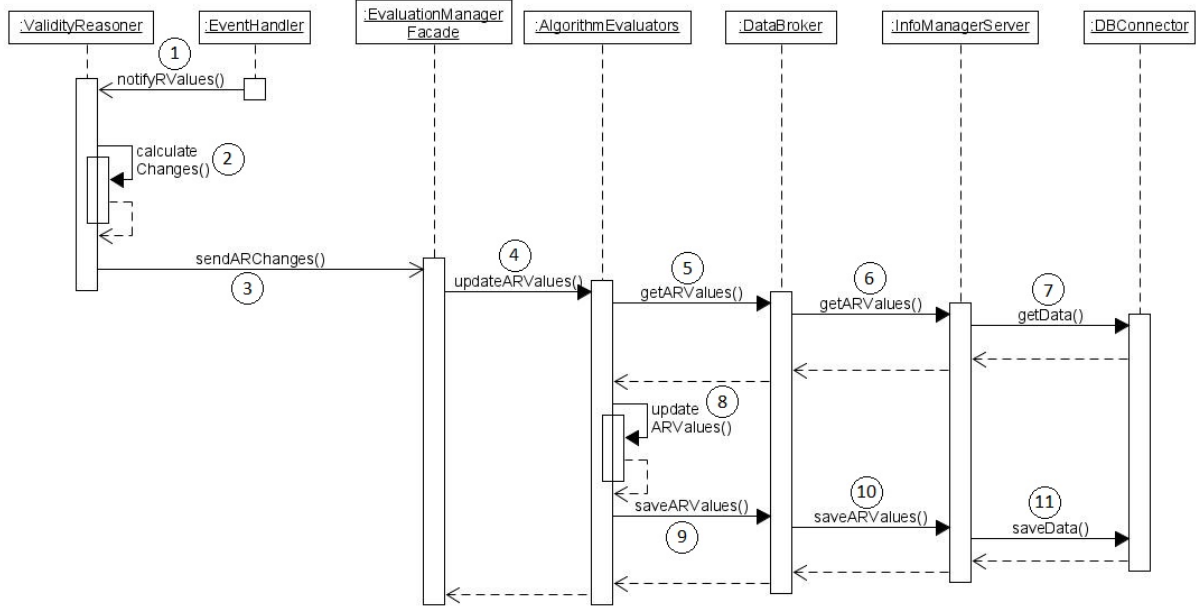 :ValidityReasoner
:EventHandler
:EvaluationManager
Facade
:AlgorithmEvaluators
:DataBroker
:InfoManagerServer
:DBConnector
1
notifyRValues()
calculate
Changes()
2
sendARChanges()
3
4
updateARValues()
5
getARValues()
6
getARValues()
7
getData()
update
ARValues()
8
saveARValues()
9
10
saveARValues()
11
saveData()